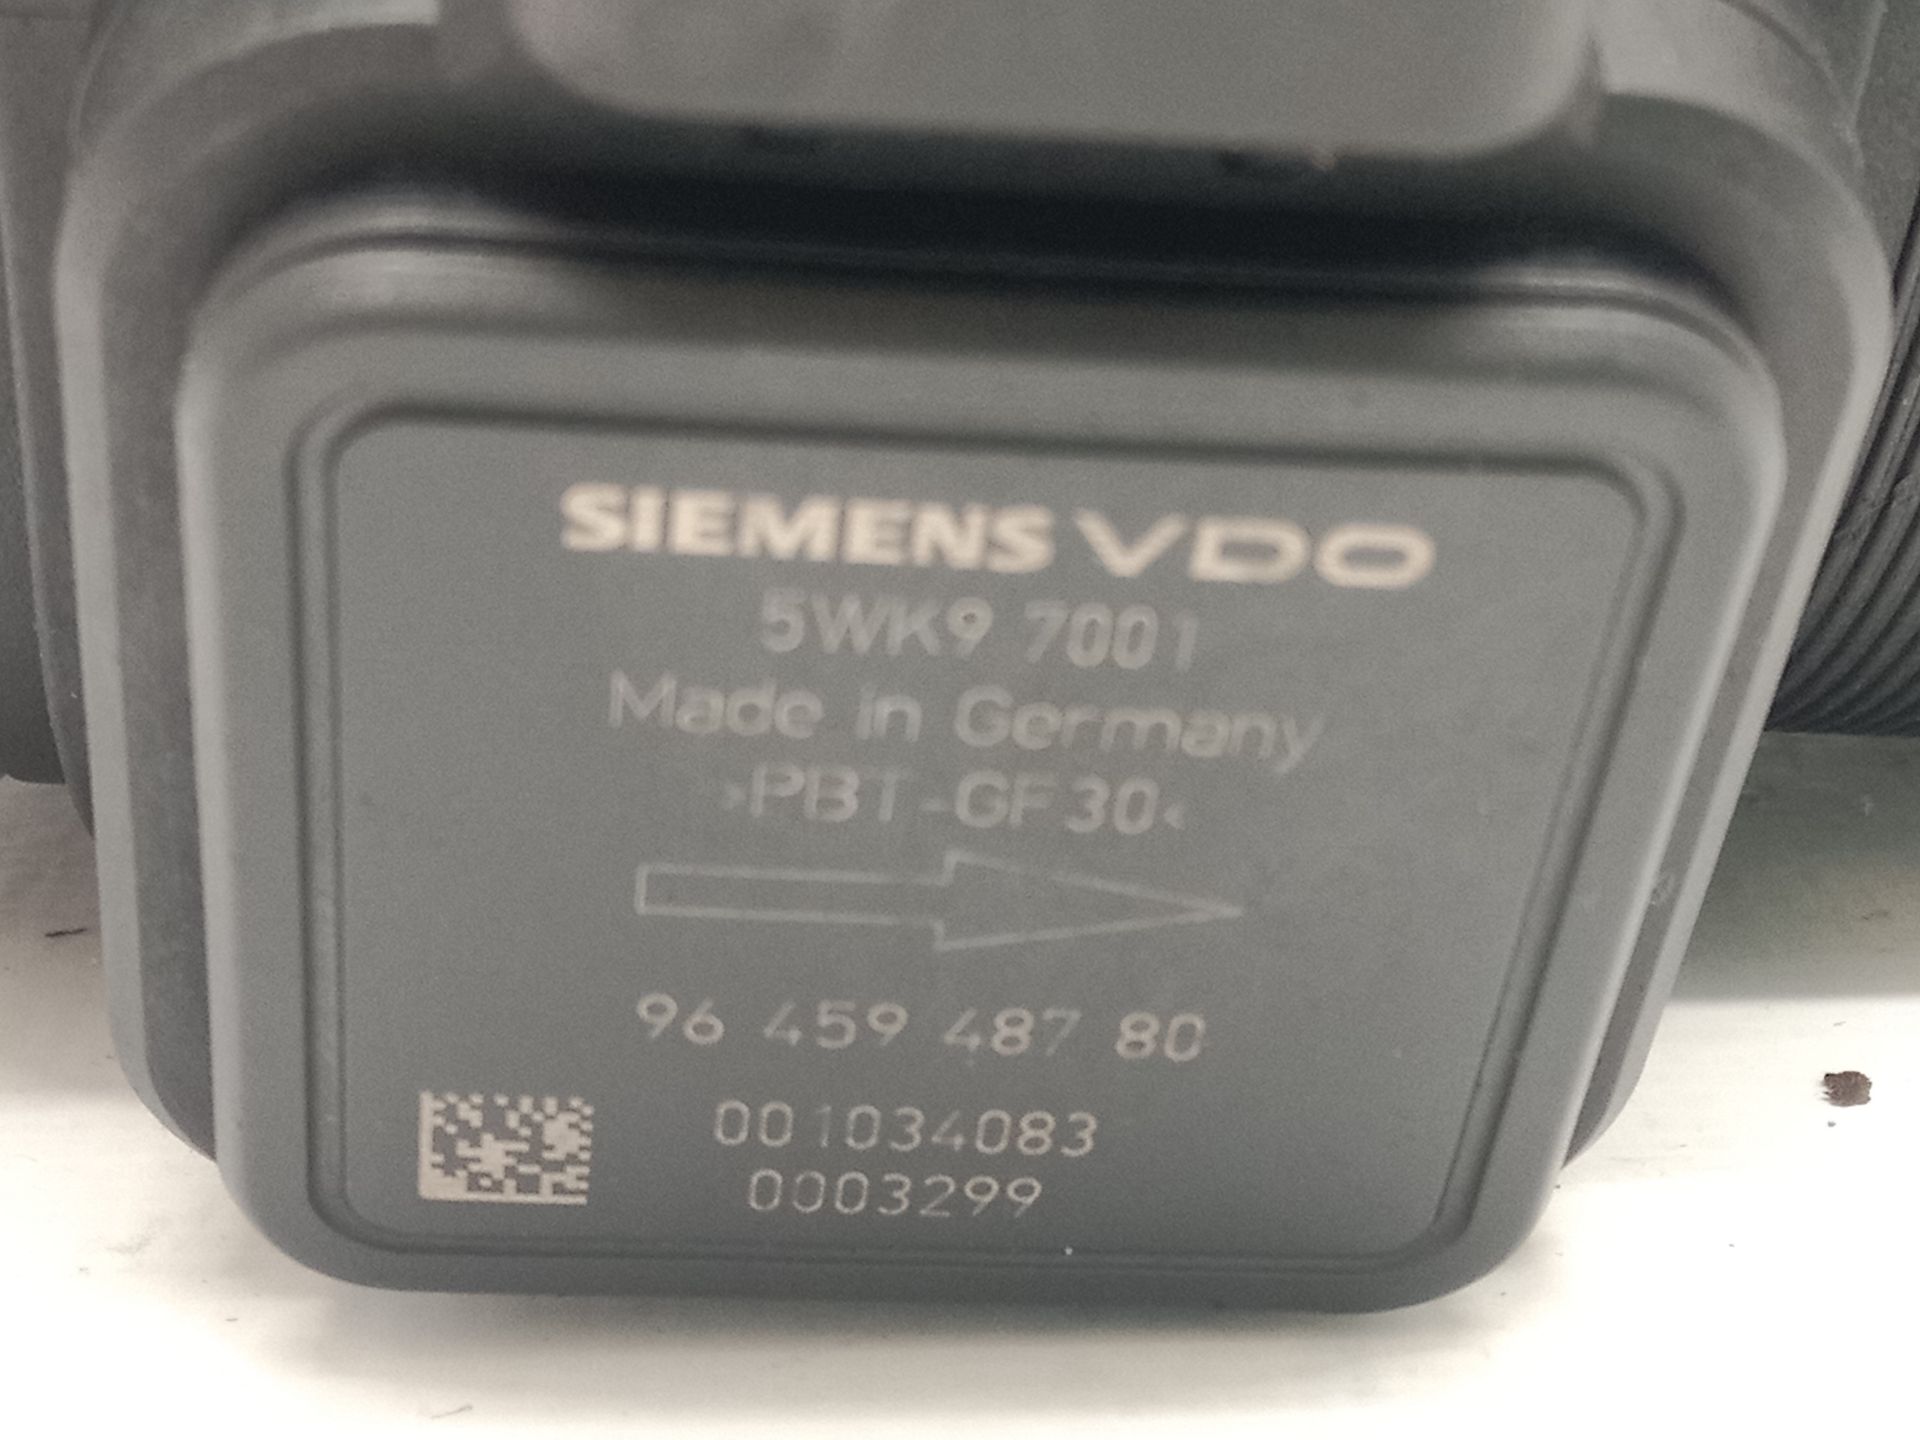 SIEMENS VDO
5WK9 7001
Made in Germany
>PBT-GF30<
96 459 487 80
001034083
0003299